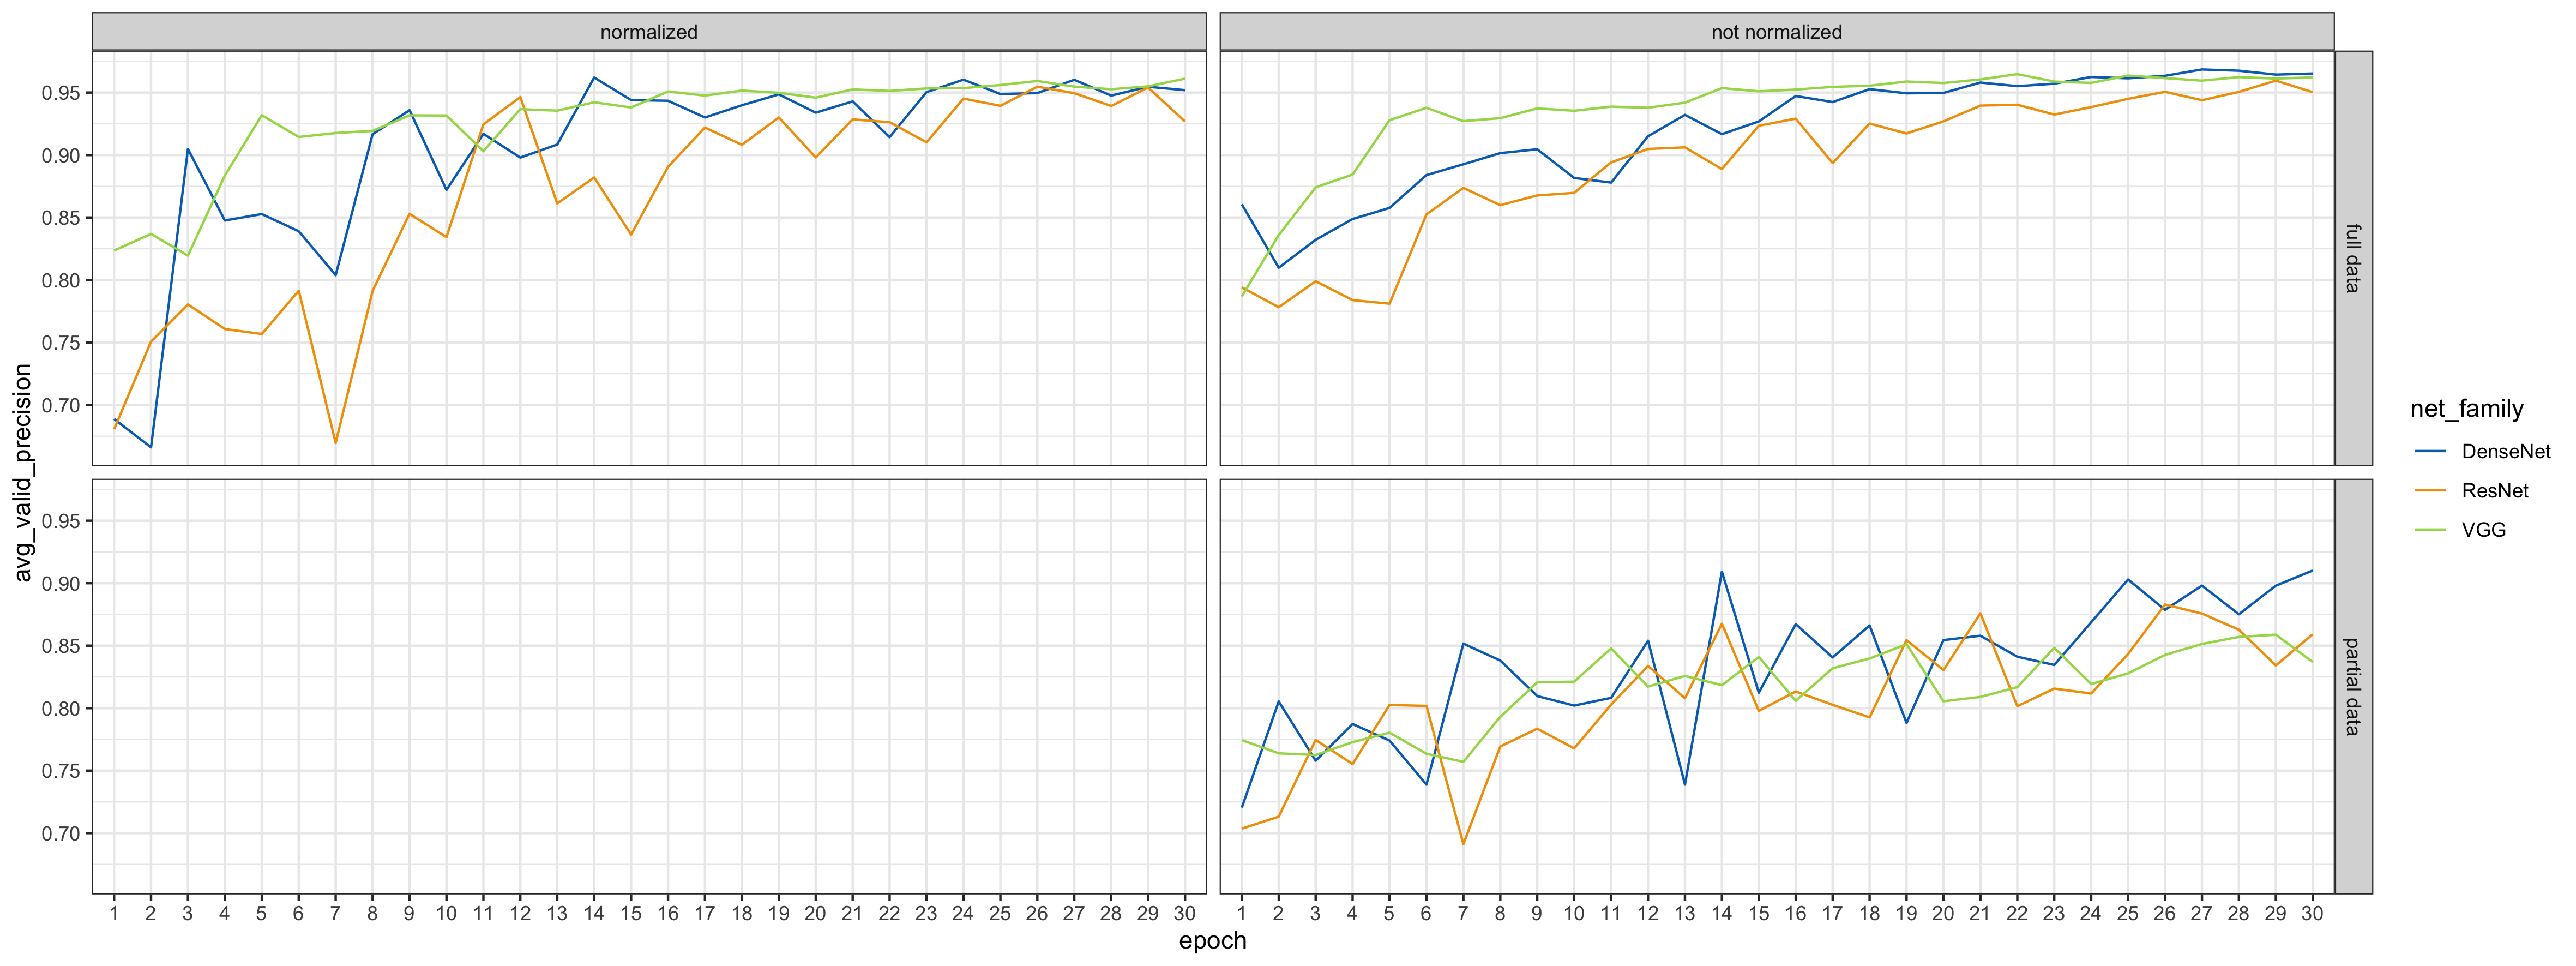 normalized
not normalized
0.95
0.90
0.85
0.80
0.75
0.70
full data
avg_valid_precision
0.95
0.90
0.85
0.80
0.75
0.70
partial data
1 2 3 4 5 6 7 8 9 10 11 12 13 14 15 16 17 18 19 20 21 22 23 24 25 26 27 28 29 30
1 2 3 4 5 6 7 8 9 10 11 12 13 14 15 16 17 18 19 20 21 22 23 24 25 26 27 28 29 30
epoch
net_family
DenseNet
ResNet
VGG